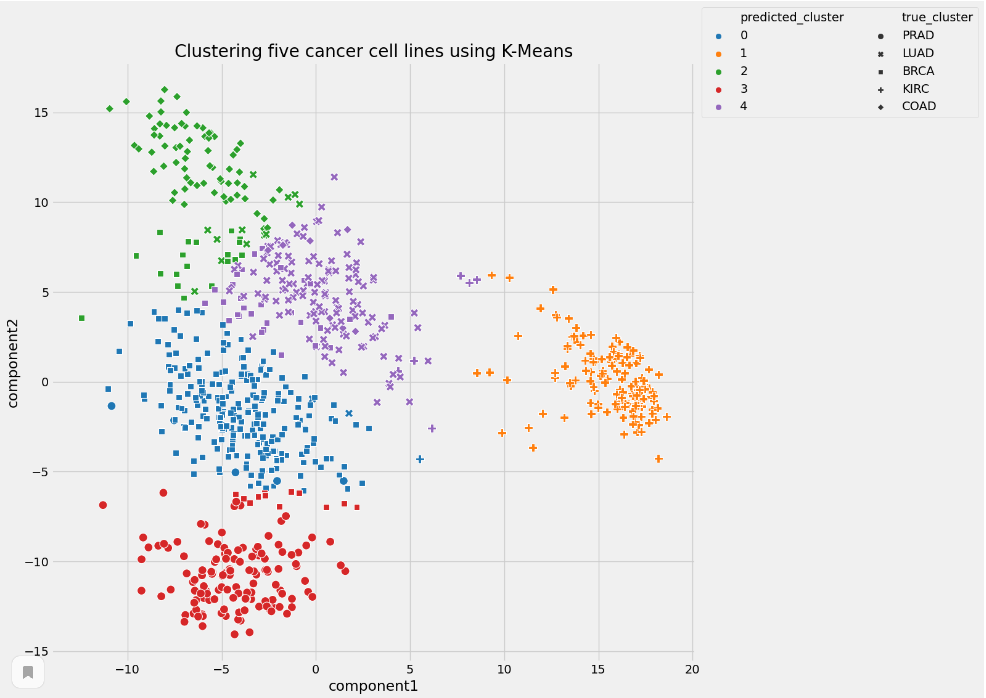 predicted_cluster true_cluster
0 PRAD
1 LUAD
2 BRCA
3 KIRC
4 COAD
Clustering five cancer cell lines using K-Means
15
10
5
0
−5
−10
−15
component2
−10 −5 0 5 10 15 20
component1